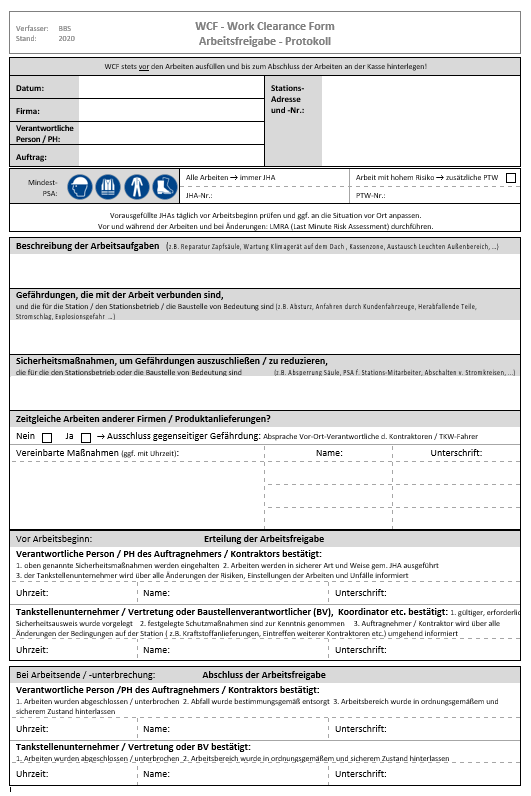 Verfasser: BBS
Stand: 2020
WCF - Work Clearance Form
Arbeitsfreigabe - Protokoll
WCF stets vor den Arbeiten ausfüllen und bis zum Abschluss der Arbeiten an der Kasse hinterlegen!
Datum:
Firma:
Verantwortliche
Person / PH:
Auftrag:
Stations-
Adresse
und -Nr.:
Mindest-
PSA:
Alle Arbeiten → immer JHA
Arbeit mit hohem Risiko → zusätzliche PTW
JHA-Nr.:
PTW-Nr.:
Vorausgefüllte JHAs täglich vor Arbeitsbeginn prüfen und ggf. an die Situation vor Ort anpassen.
Vor und während der Arbeiten und bei Änderungen: LMRA (Last Minute Risk Assessment) durchführen.
Beschreibung der Arbeitsaufgaben (z.B. Reparatur Zapfsäule, Wartung Klimagerät auf dem Dach , Kassenzone, Austausch Leuchten Außenbereich, ...)
Gefährdungen, die mit der Arbeit verbunden sind,
und die für die Station / den Stationsbetrieb / die Baustelle von Bedeutung sind (z.B. Absturz, Anfahren durch Kundenfahrzeuge, Herabfallende Teile,
Stromschlag, Explosionsgefahr ...)
Sicherheitsmaßnahmen, um Gefährdungen auszuschließen / zu reduzieren,
die für die den Stationsbetrieb oder die Baustelle von Bedeutung sind (z.B. Absperrung Säule, PSA f. Stations-Mitarbeiter, Abschalten v. Stromkreisen, ...)
Zeitgleiche Arbeiten anderer Firmen / Produktanlieferungen?
Nein Ja → Ausschluss gegenseitiger Gefährdung: Absprache Vor-Ort-Verantwortliche d. Kontraktoren / TKW-Fahrer
Vereinbarte Maßnahmen (ggf. mit Uhrzeit): Name: Unterschrift:
Vor Arbeitsbeginn: Erteilung der Arbeitsfreigabe
Verantwortliche Person / PH des Auftragnehmers / Kontraktors bestätigt:
1. oben genannte Sicherheitsmaßnahmen werden eingehalten 2. Arbeiten werden in sicherer Art und Weise gem. JHA ausgeführt
3. der Tankstellenunternehmer wird über alle Änderungen der Risiken, Einstellungen der Arbeiten und Unfälle informiert
Uhrzeit: Name: Unterschrift:
Tankstellenunternehmer / Vertretung oder Baustellenverantwortlicher (BV), Koordinator etc. bestätigt: 1. gültiger, erforderlic
Sicherheitsausweis wurde vorgelegt 2. festgelegte Schutzmaßnahmen sind zur Kenntnis genommen 3. Auftragnehmer / Kontraktor wird über alle
Änderungen der Bedingungen auf der Station ( z.B. Kraftstoffanlieferungen, Eintreffen weiterer Kontraktoren etc.) umgehend informiert
Uhrzeit: Name: Unterschrift:
Bei Arbeitsende / -unterbrechung: Abschluss der Arbeitsfreigabe
Verantwortliche Person /PH des Auftragnehmers / Kontraktors bestätigt:
1. Arbeiten wurden abgeschlossen / unterbrochen 2. Abfall wurde bestimmungsgemäß entsorgt 3. Arbeitsbereich wurde in ordnungsgemäßem und
sicherem Zustand hinterlassen
Uhrzeit: Name: Unterschrift:
Tankstellenunternehmer / Vertretung oder BV bestätigt:
1. Arbeiten wurden abgeschlossen / unterbrochen 2. Arbeitsbereich wurde in ordnungsgemäßem und sicherem Zustand hinterlassen
Uhrzeit: Name: Unterschrift: